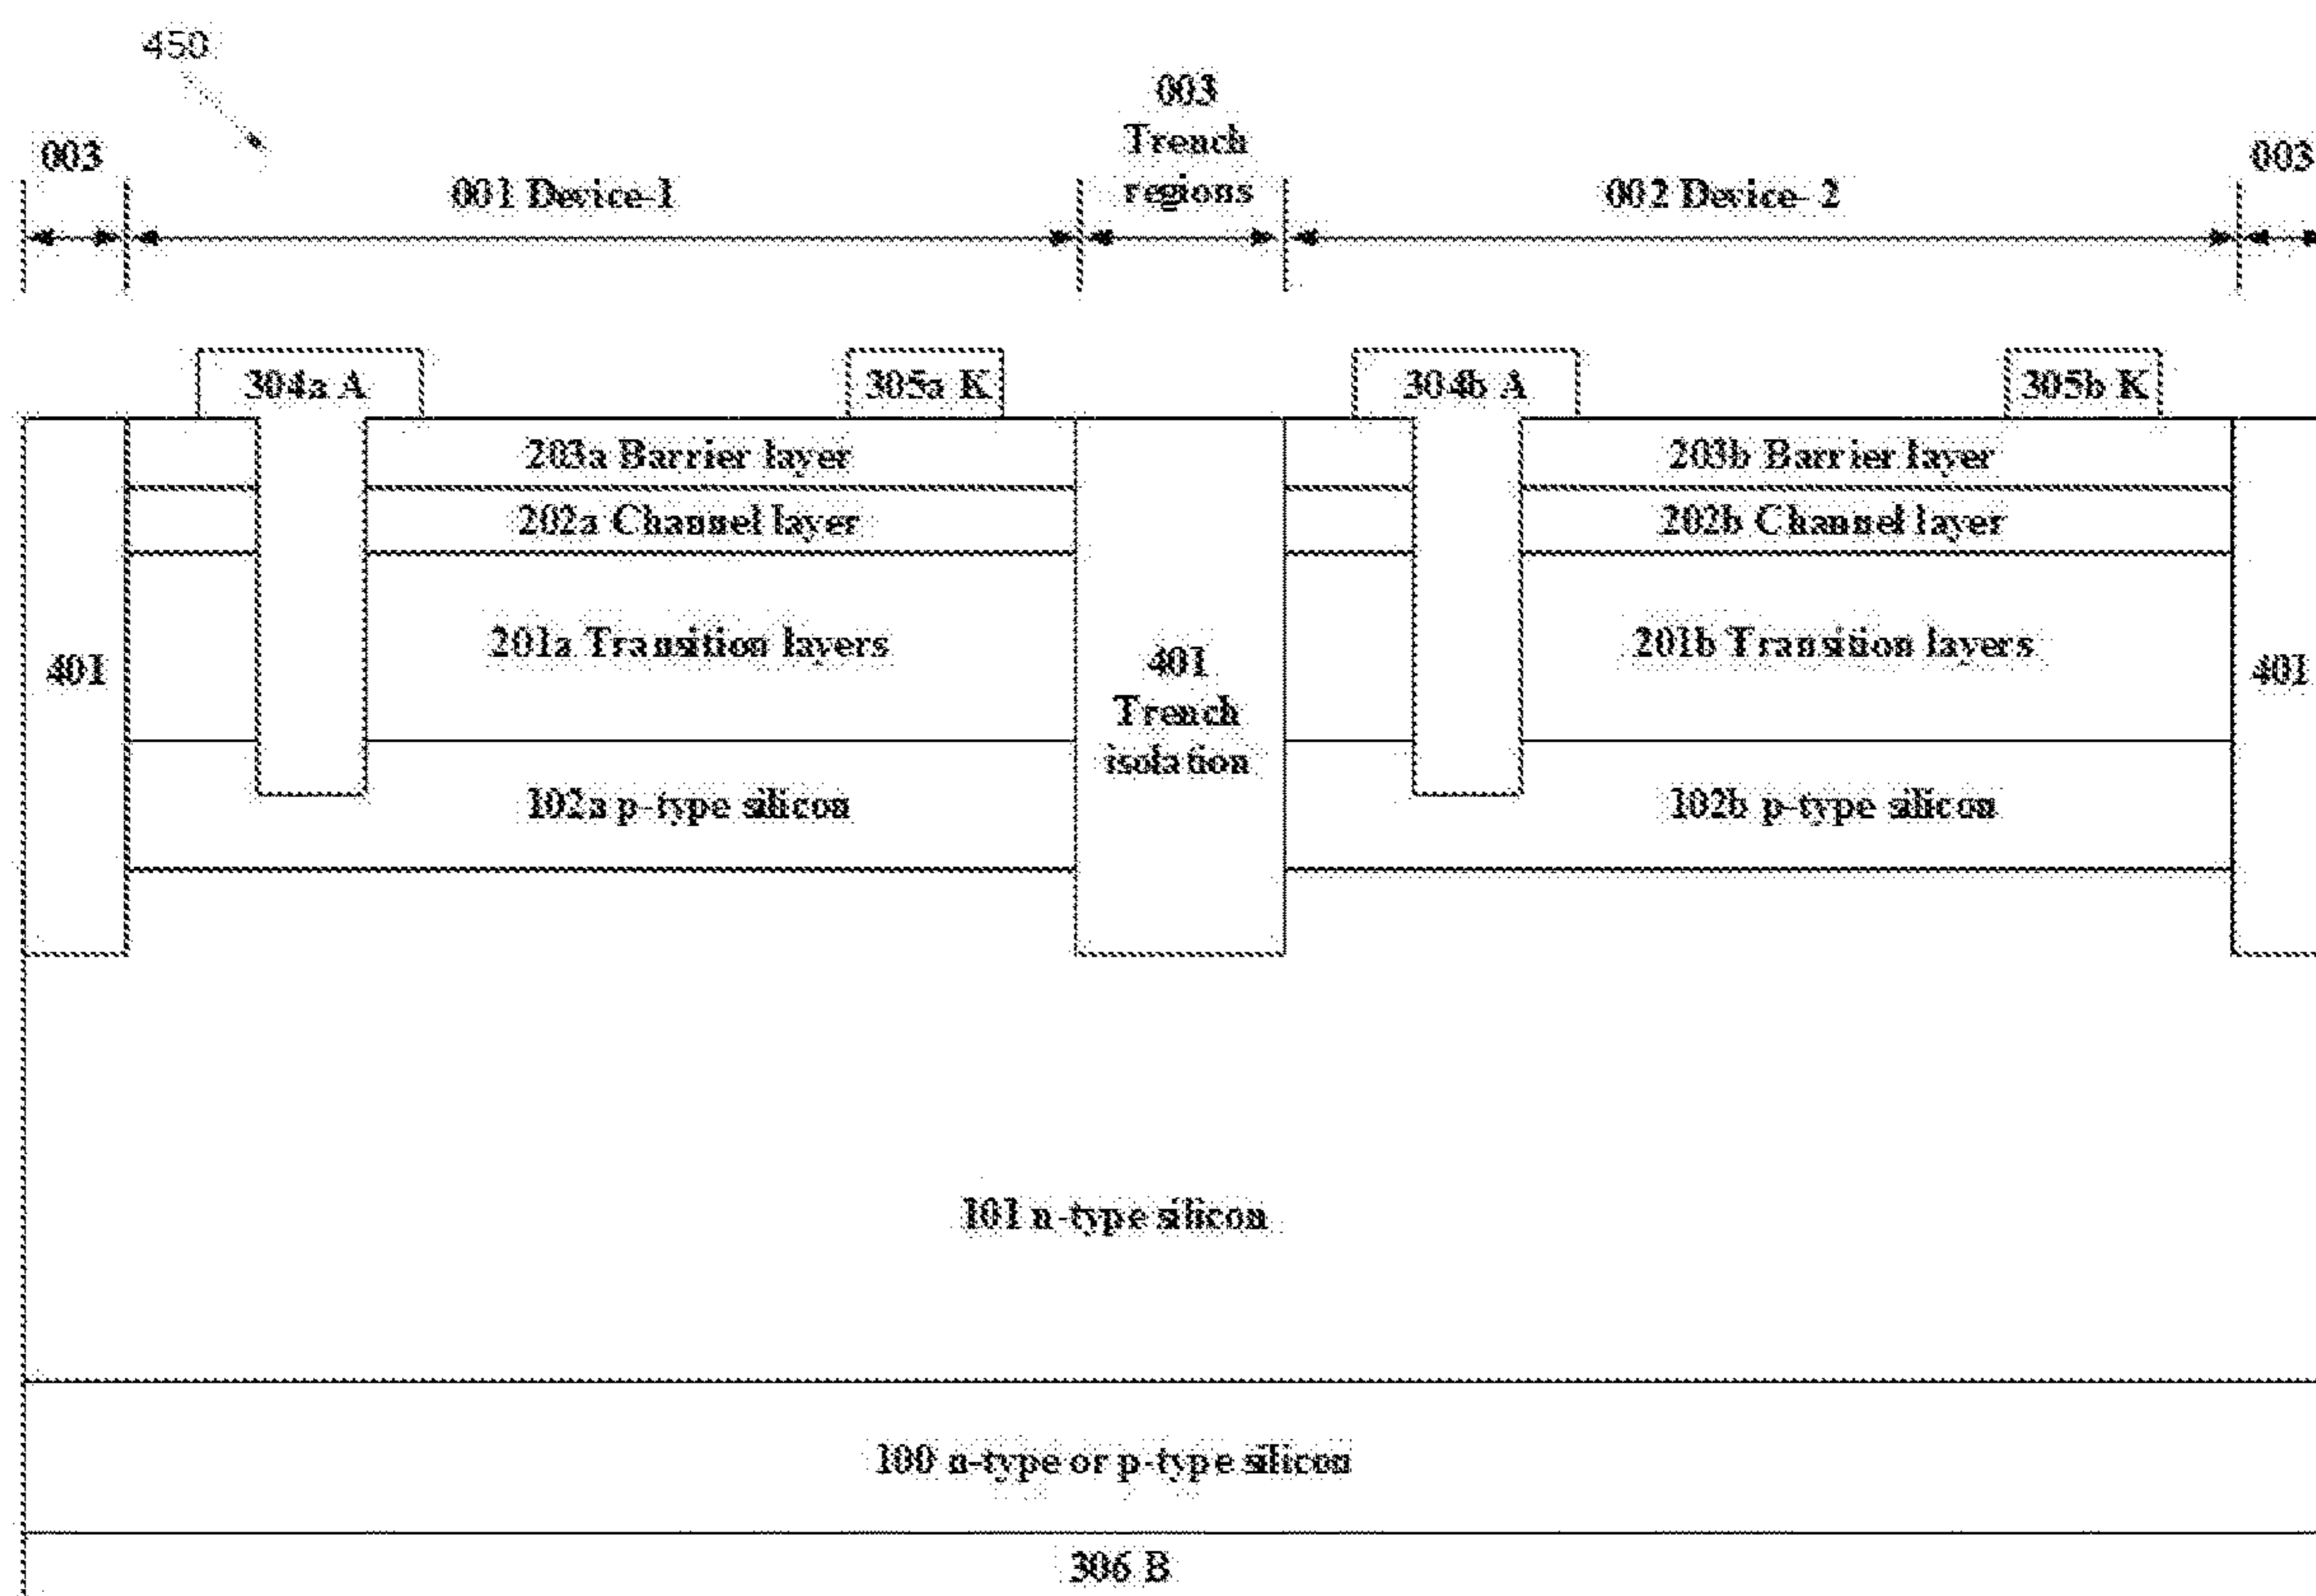 450
003
003
Trench
regions
003
001 Device-1
002 Device- 2
304a A
305a K
304b A
305b K
203a Barrier layer
203b Barrier layer
202a Channel layer
202b Channel layer
201a Transition layers
201b Transition layers
401
401
Trench
isolation
401
102a p-type silicon
102b p-type silicon
101 n-type silicon
100 n-type or p-type silicon
306 B